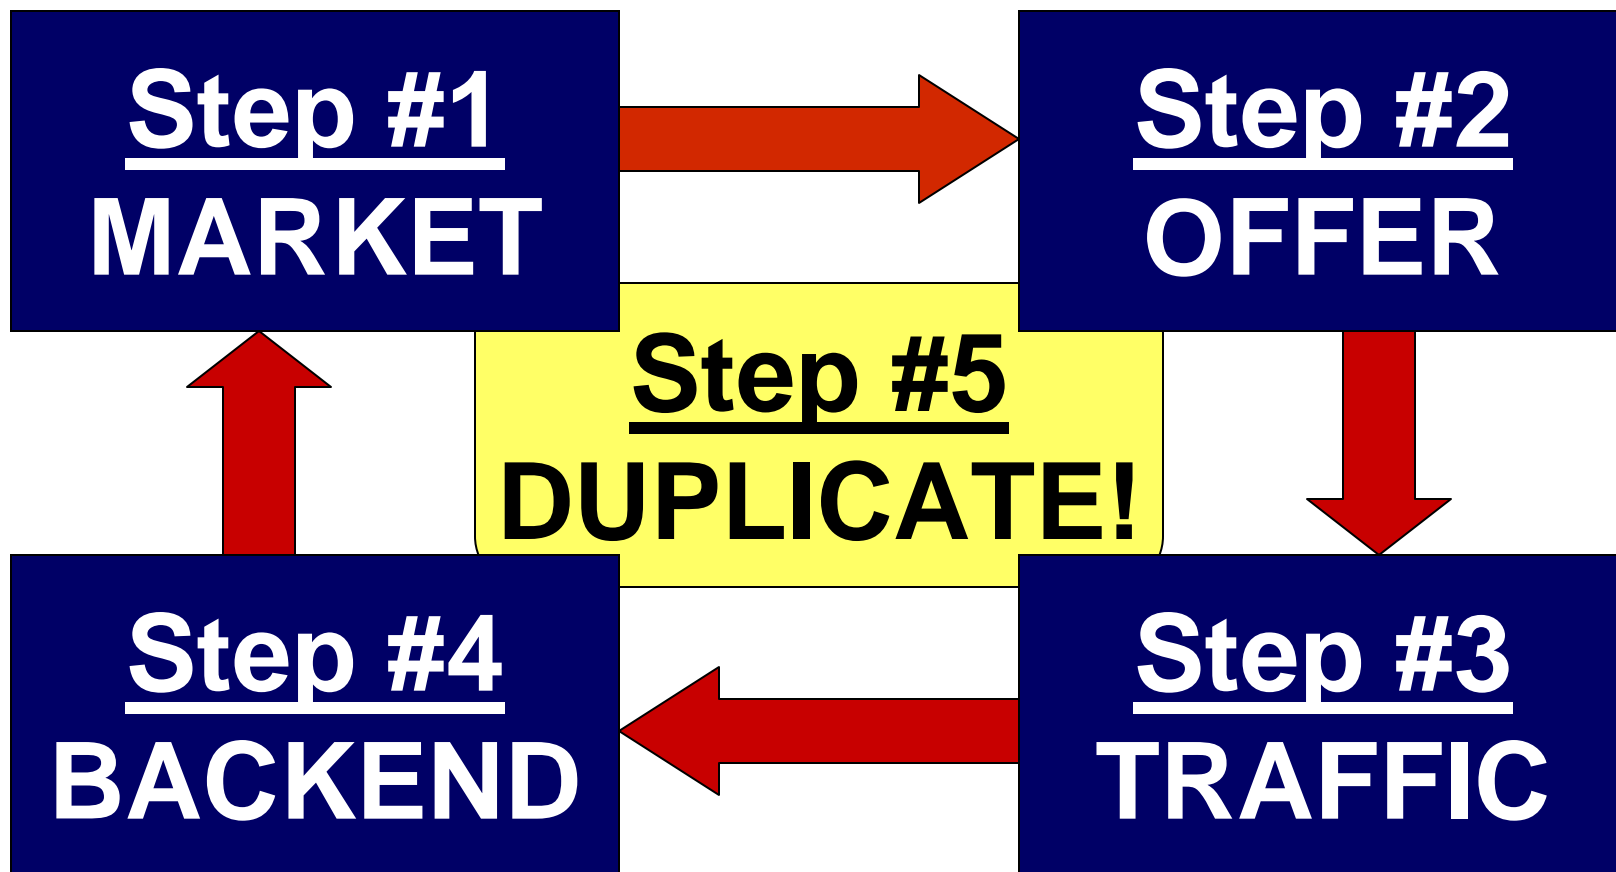 Step #1
MARKET
Step #2
OFFER
Step #5
DUPLICATE!
Step #4
BACKEND
Step #3
TRAFFIC